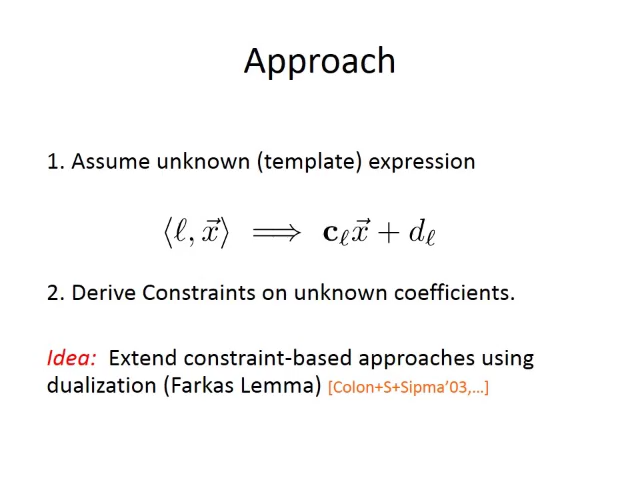 Approach
1. Assume unknown (template) expression
⟨ℓ, x⃗⟩ ⟹ c_ℓ x⃗ + d_ℓ
2. Derive Constraints on unknown coefficients.
Idea: Extend constraint-based approaches using
dualization (Farkas Lemma) [Colon+S+Sipma'03,...]